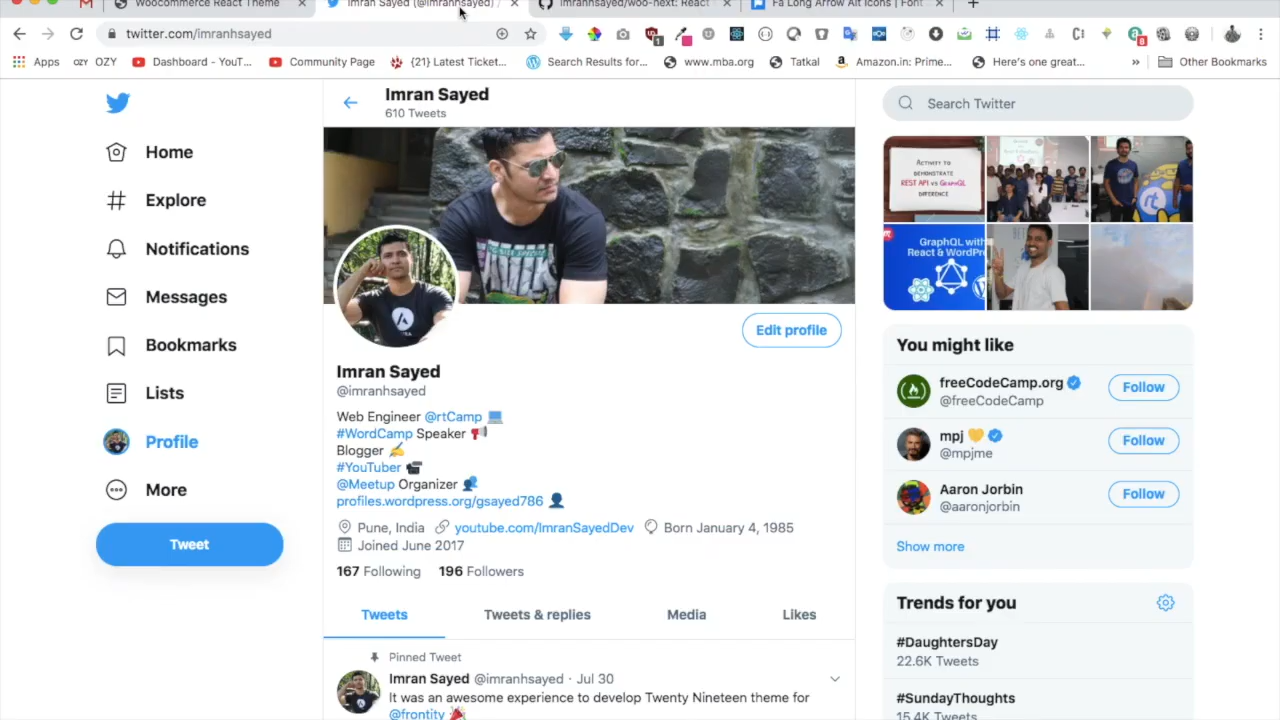 Woocommerce React Theme
Imran Sayed (@imranhsayed) /
imranhsayed/woo-next: React
Fa Long Arrow Alt Icons | Font
twitter.com/imranhsayed
1
8
Apps
OZY OZY
Dashboard - YouT...
Community Page
{21} Latest Ticket...
Search Results for...
www.mba.org
Tatkal
Amazon.in: Prime...
Here's one great...
»
Other Bookmarks
Imran Sayed
610 Tweets
Search Twitter
Home
Explore
Notifications
Messages
Bookmarks
Lists
Profile
More
Tweet
ACTIVITY TO
DEMONSTRATE
REST API vs GraphQL
DIFFERENCE
rt
GraphQL with
React & WordPr
Edit profile
Imran Sayed
@imranhsayed
Web Engineer @rtCamp 💻
#WordCamp Speaker 📢
Blogger ✍
#YouTuber 📹
@Meetup Organizer 👥
profiles.wordpress.org/gsayed786 👤
Pune, India youtube.com/ImranSayedDev Born January 4, 1985
Joined June 2017
167 Following 196 Followers
Tweets
Tweets & replies
Media
Likes
Pinned Tweet
Imran Sayed @imranhsayed · Jul 30
It was an awesome experience to develop Twenty Nineteen theme for
@frontity 🎉
You might like
freeCodeCamp.org
@freeCodeCamp
Follow
mpj 💛
@mpjme
Follow
Aaron Jorbin
@aaronjorbin
Follow
Show more
Trends for you
#DaughtersDay
22.6K Tweets
#SundayThoughts
15.4K Tweets